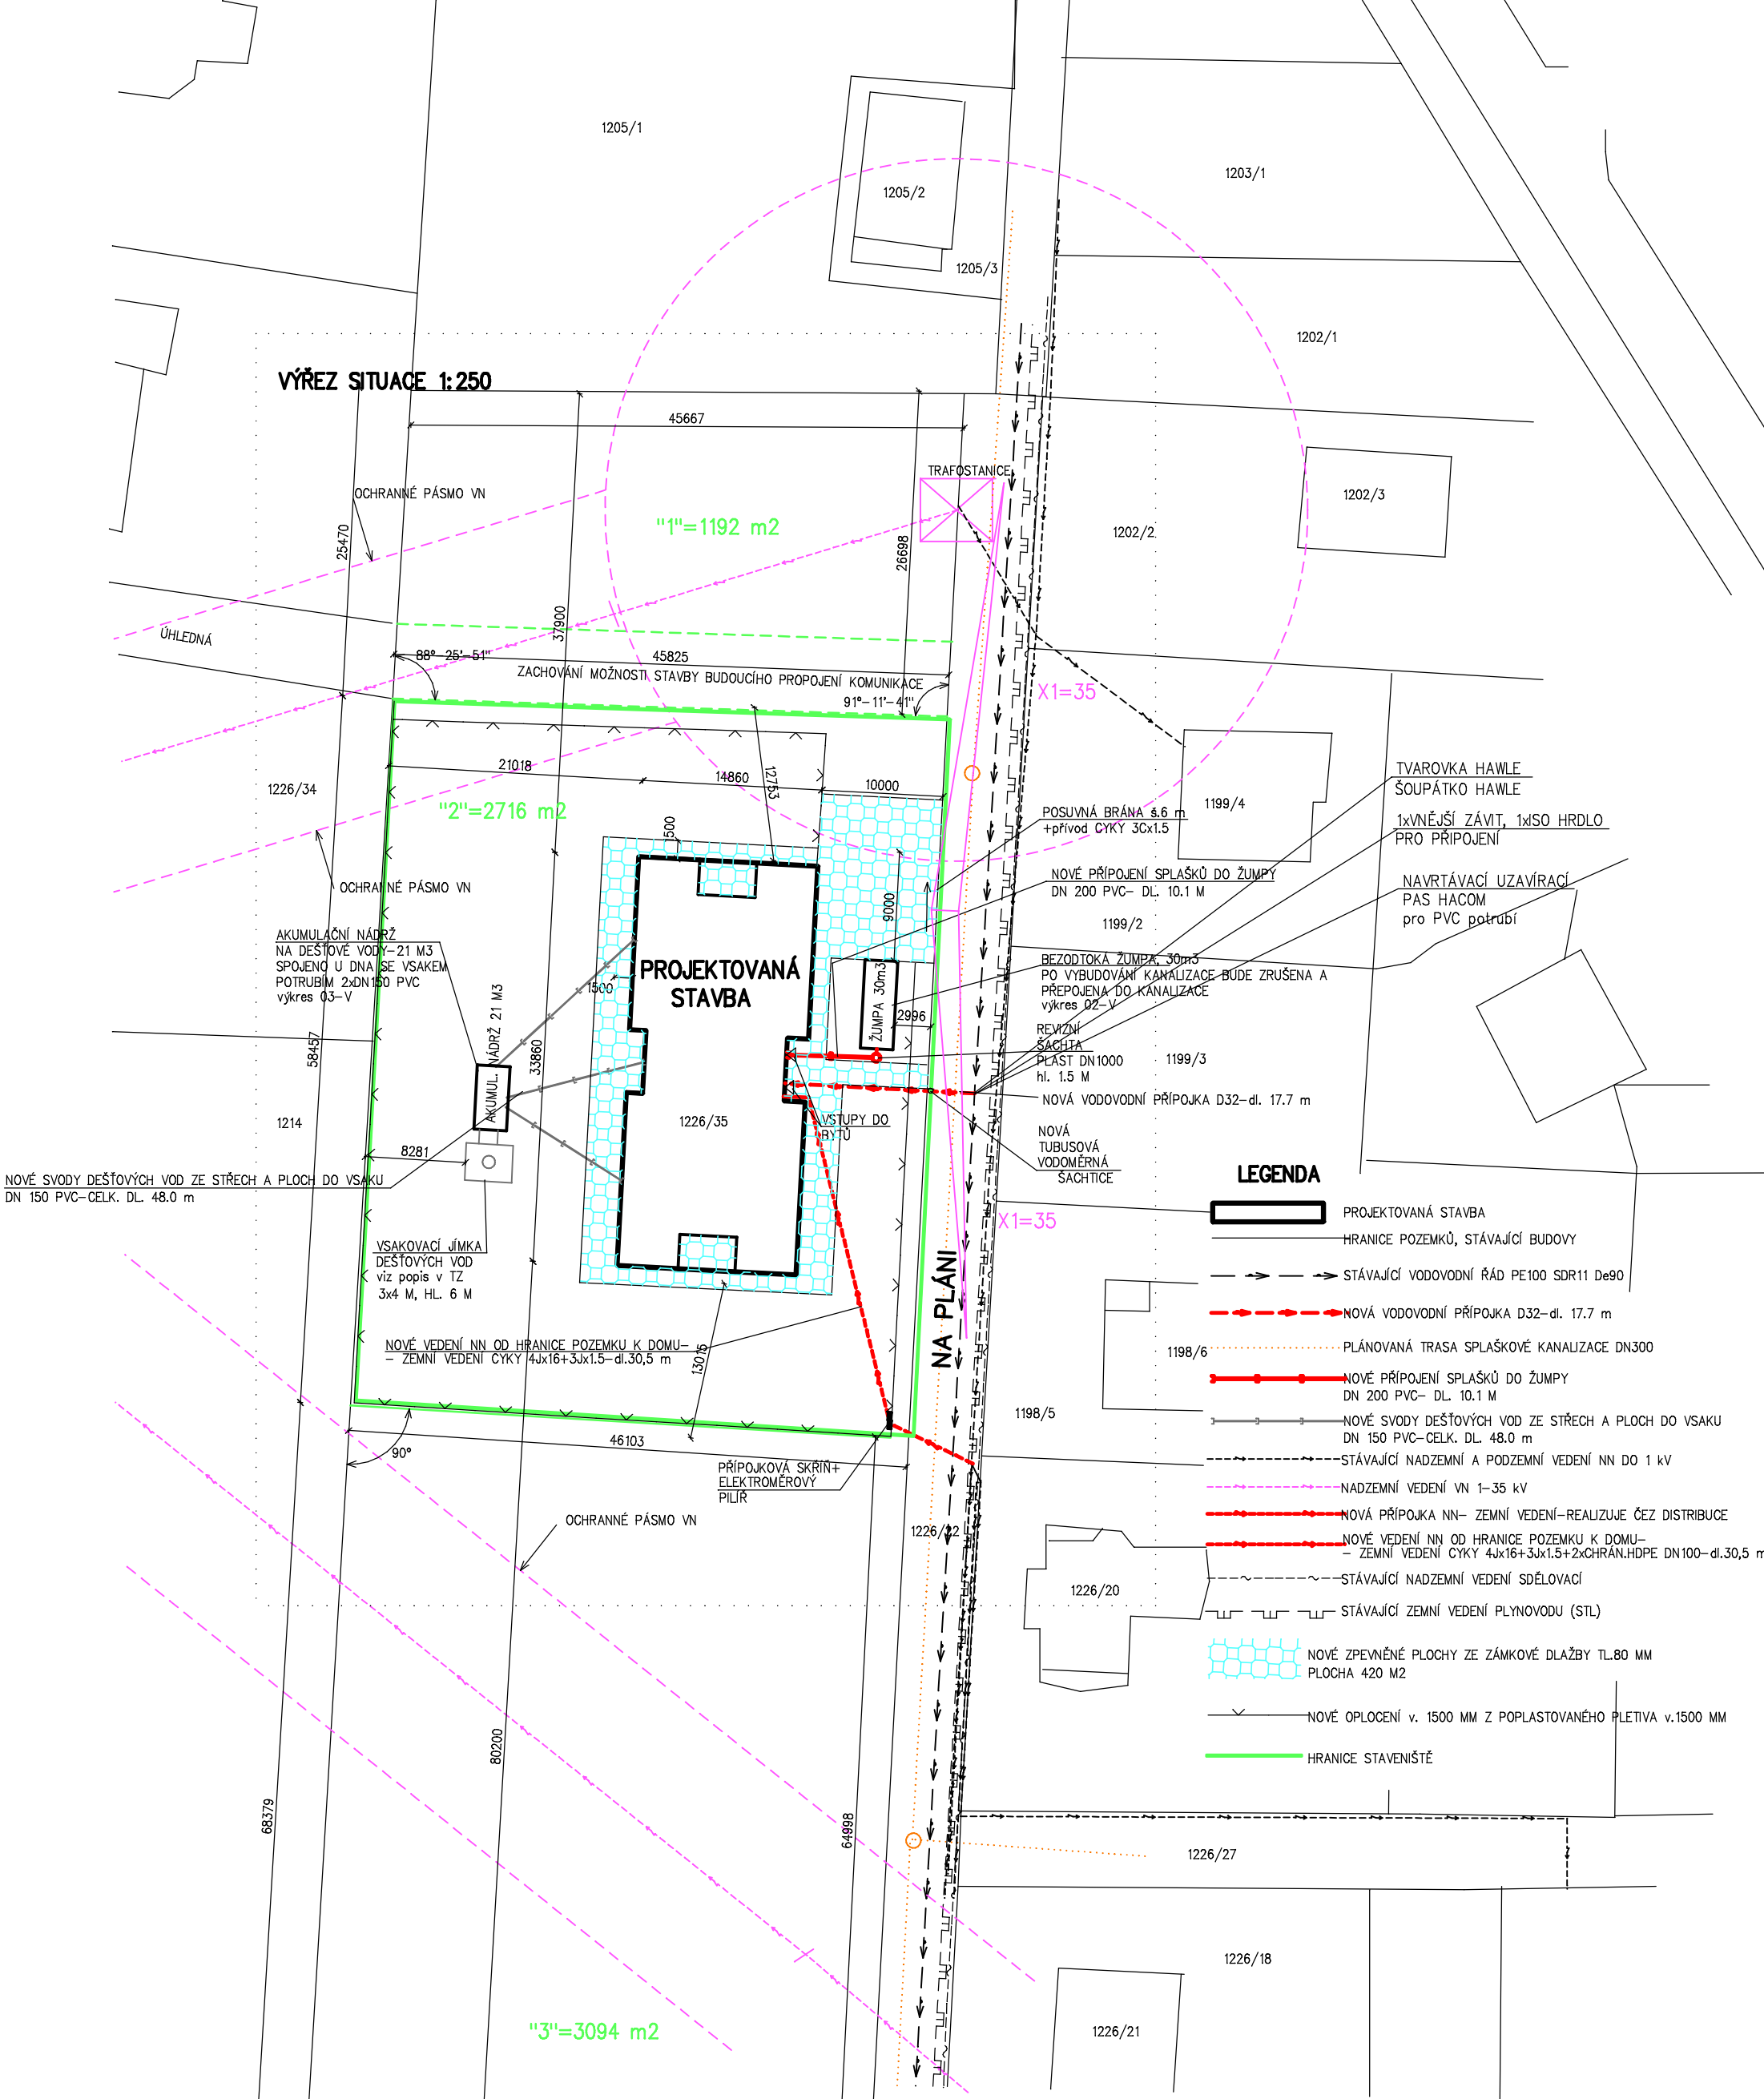 1205/1
1205/2
1203/1
1205/3
1202/1
VÝŘEZ SITUACE 1:250
45667
TRAFOSTANICE
OCHRANNÉ PÁSMO VN
1202/3
"1"=1192 m2
1202/2
25470
26698
37900
ÚHLEDNÁ
88°-25'-51"
45825
ZACHOVÁNÍ MOŽNOSTI STAVBY BUDOUCÍHO PROPOJENÍ KOMUNIKACE
91°-11'-41"
X1=35
21018
14860
12753
10000
1226/34
"2"=2716 m2
1199/4
TVAROVKA HAWLE
ŠOUPÁTKO HAWLE
POSUVNÁ BRÁNA š.6 m
+přívod CYKY 3Cx1.5
1xVNĚJŠÍ ZÁVIT, 1xISO HRDLO
PRO PŘIPOJENÍ
1500
OCHRANNÉ PÁSMO VN
NOVÉ PŘÍPOJENÍ SPLAŠKŮ DO ŽUMPY
DN 200 PVC- DL. 10.1 M
NAVRTÁVACÍ UZAVÍRACÍ
PAS HACOM
pro PVC potrubí
9000
1199/2
AKUMULAČNÍ NÁDRŽ
NA DEŠŤOVÉ VODY-21 M3
SPOJENO U DNA SE VSAKEM
POTRUBÍM 2xDN150 PVC
výkres 03-V
PROJEKTOVANÁ
STAVBA
1500
ŽUMPA 30m3
BEZODTOKÁ ŽUMPA, 30m3
PO VYBUDOVÁNÍ KANALIZACE BUDE ZRUŠENA A
PŘEPOJENA DO KANALIZACE
výkres 02-V
2996
REVIZNÍ
ŠACHTA
PLAST DN1000
hl. 1.5 M
1199/3
58457
33860
AKUMUL. NÁDRŽ 21 M3
NOVÁ VODOVODNÍ PŘÍPOJKA D32-dl. 17.7 m
1214
1226/35
VSTUPY DO
BYTŮ
NOVÁ
TUBUSOVÁ
VODOMĚRNÁ
ŠACHTICE
8281
NOVÉ SVODY DEŠŤOVÝCH VOD ZE STŘECH A PLOCH DO VSAKU
DN 150 PVC-CELK. DL. 48.0 m
X1=35
VSAKOVACÍ JÍMKA
DEŠŤOVÝCH VOD
viz popis v TZ
3x4 M, HL. 6 M
NA PLÁNI
NOVÉ VEDENÍ NN OD HRANICE POZEMKU K DOMU-
- ZEMNÍ VEDENÍ CYKY 4Jx16+3Jx1.5-dl.30,5 m
13015
1198/6
1198/5
46103
90°
PŘÍPOJKOVÁ SKŘÍŇ+
ELEKTROMĚROVÝ
PILÍŘ
OCHRANNÉ PÁSMO VN
1226/22
1226/20
80200
68379
64998
1226/27
1226/18
1226/21
"3"=3094 m2
LEGENDA
PROJEKTOVANÁ STAVBA
HRANICE POZEMKŮ, STÁVAJÍCÍ BUDOVY
STÁVAJÍCÍ VODOVODNÍ ŘÁD PE100 SDR11 De90
NOVÁ VODOVODNÍ PŘÍPOJKA D32-dl. 17.7 m
PLÁNOVANÁ TRASA SPLAŠKOVÉ KANALIZACE DN300
NOVÉ PŘÍPOJENÍ SPLAŠKŮ DO ŽUMPY
DN 200 PVC- DL. 10.1 M
NOVÉ SVODY DEŠŤOVÝCH VOD ZE STŘECH A PLOCH DO VSAKU
DN 150 PVC-CELK. DL. 48.0 m
STÁVAJÍCÍ NADZEMNÍ A PODZEMNÍ VEDENÍ NN DO 1 kV
NADZEMNÍ VEDENÍ VN 1-35 kV
NOVÁ PŘÍPOJKA NN- ZEMNÍ VEDENÍ-REALIZUJE ČEZ DISTRIBUCE
NOVÉ VEDENÍ NN OD HRANICE POZEMKU K DOMU-
- ZEMNÍ VEDENÍ CYKY 4Jx16+3Jx1.5+2xCHRÁN.HDPE DN100-dl.30,5 m
STÁVAJÍCÍ NADZEMNÍ VEDENÍ SDĚLOVACÍ
STÁVAJÍCÍ ZEMNÍ VEDENÍ PLYNOVODU (STL)
NOVÉ ZPEVNĚNÉ PLOCHY ZE ZÁMKOVÉ DLAŽBY TL.80 MM
PLOCHA 420 M2
NOVÉ OPLOCENÍ v. 1500 MM Z POPLASTOVANÉHO PLETIVA v.1500 MM
HRANICE STAVENIŠTĚ